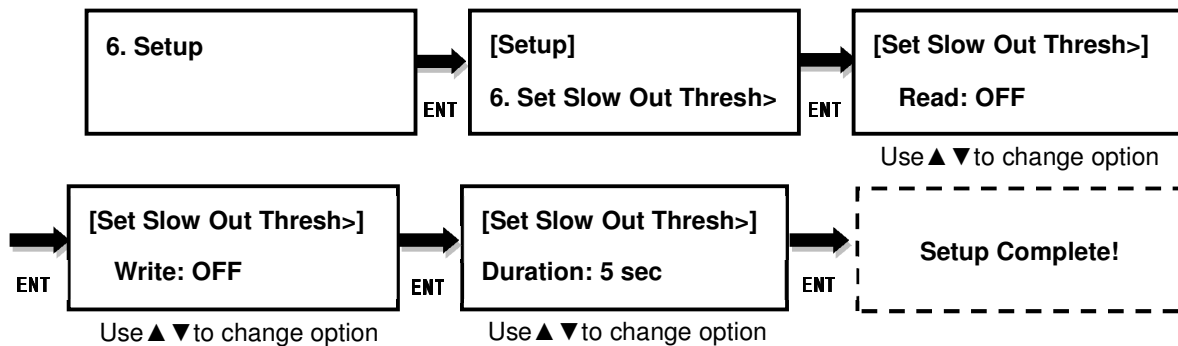 6. Setup
ENT
[Setup]
6. Set Slow Out Thresh>
ENT
[Set Slow Out Thresh>]
Read: OFF
Use▲▼to change option
ENT
[Set Slow Out Thresh>]
Write: OFF
Use▲▼to change option
ENT
[Set Slow Out Thresh>]
Duration: 5 sec
Use▲▼to change option
ENT
Setup Complete!